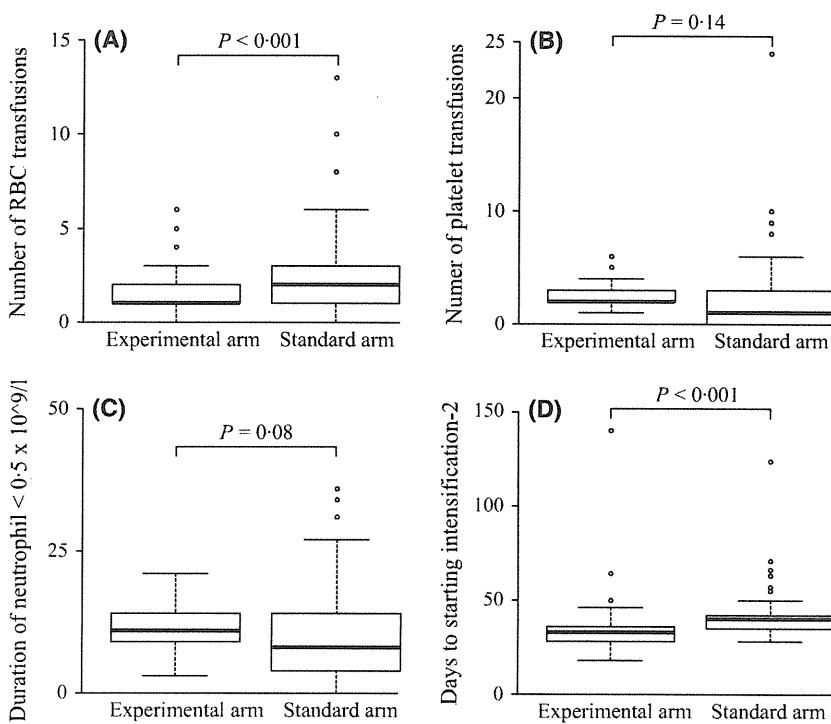 (A)
P < 0·001
15
10
5
0
Number of RBC transfusions
Experimental arm
Standard arm
(B)
P = 0·14
25
20
10
0
Numer of platelet transfusions
Experimental arm
Standard arm
(C)
P = 0·08
50
25
0
Duration of neutrophil < 0·5 x 10^9/l
Experimental arm
Standard arm
(D)
P < 0·001
150
100
50
0
Days to starting intensification-2
Experimental arm
Standard arm